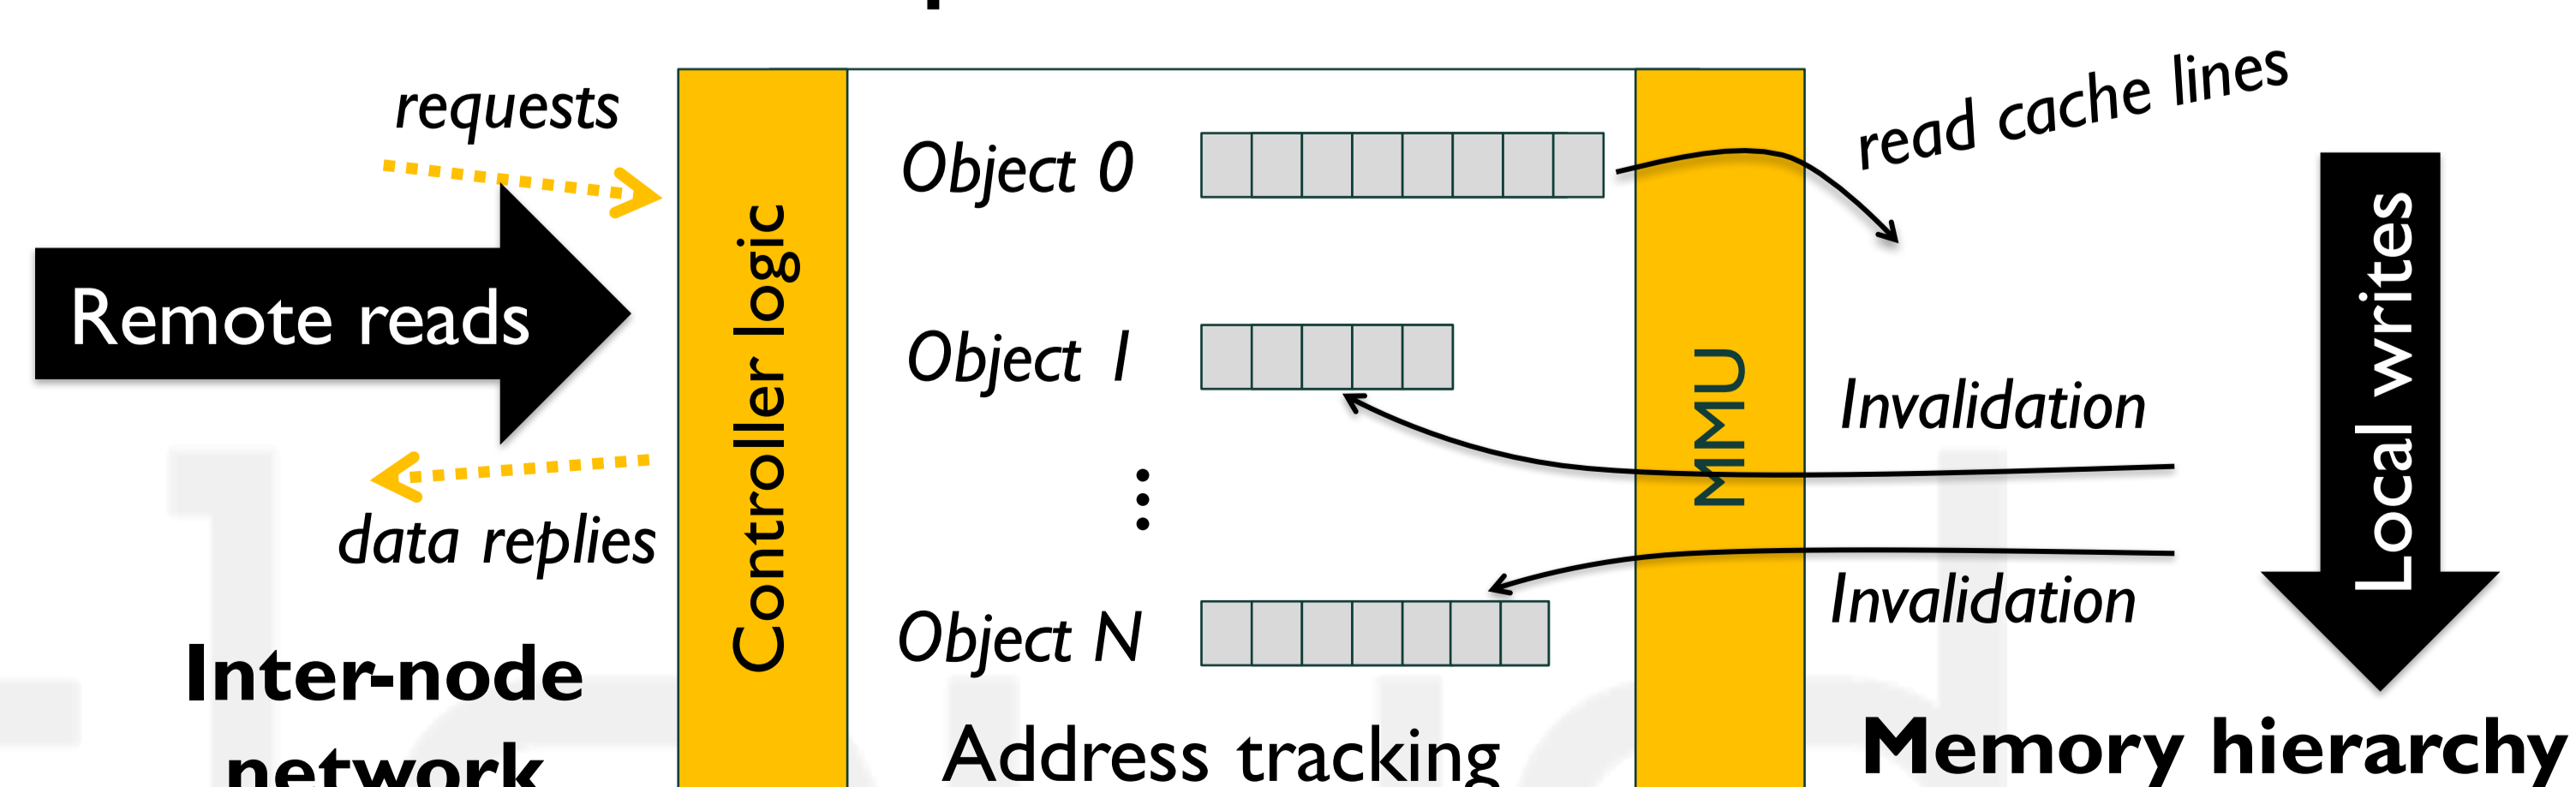 requests
read cache lines
Object 0
Controller logic
Remote reads
Object 1
MMU
Invalidation
Local writes
data replies
Object N
Invalidation
Inter-node
network
Address tracking
Memory hierarchy